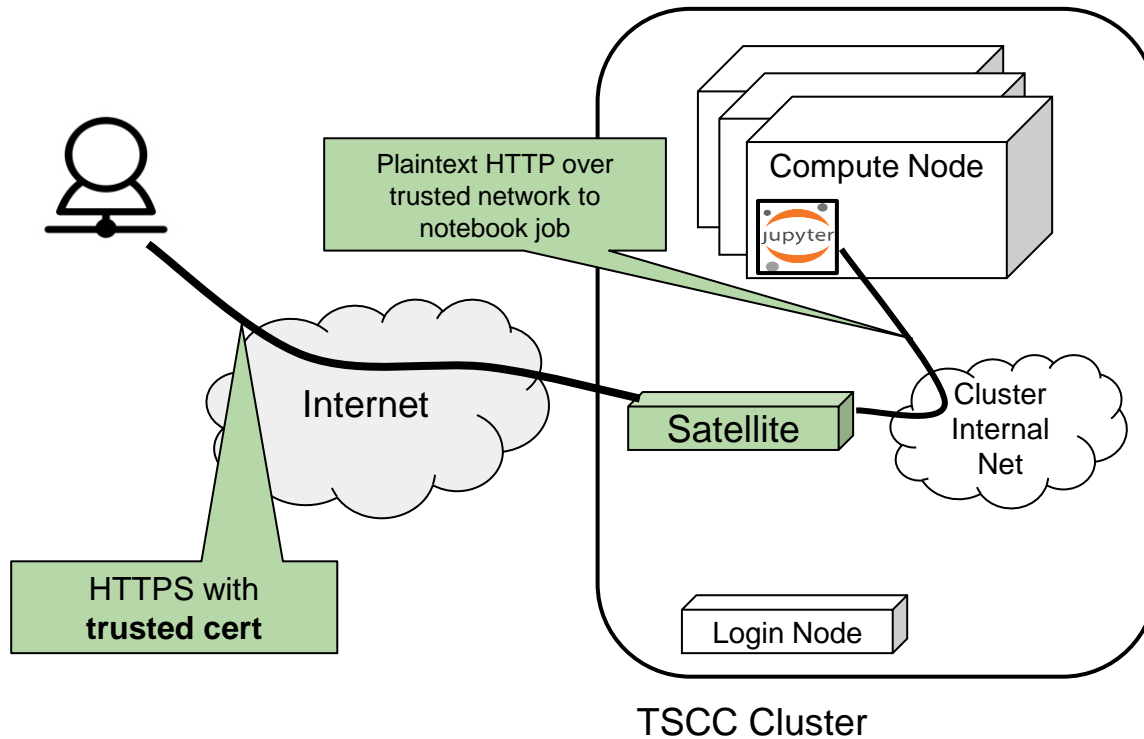 Plaintext HTTP over
trusted network to
notebook job
Compute Node
jupyter
Internet
Satellite
Cluster
Internal
Net
HTTPS with
trusted cert
Login Node
TSCC Cluster